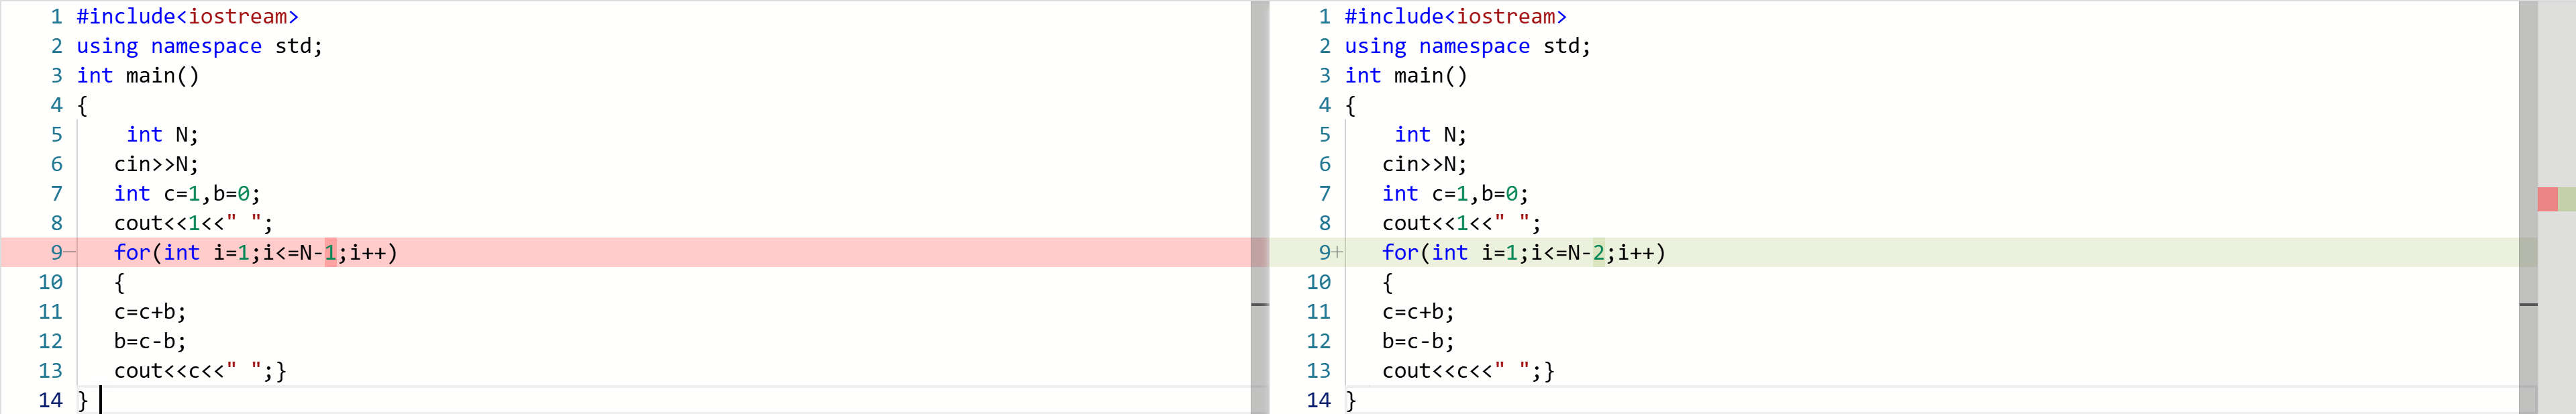 1 #include<iostream>
2 using namespace std;
3 int main()
4 {
5     int N;
6    cin>>N;
7    int c=1,b=0;
8    cout<<1<<" ";
9−   for(int i=1;i<=N-1;i++)
10    {
11    c=c+b;
12    b=c-b;
13    cout<<c<<" ";}
14 }
1 #include<iostream>
2 using namespace std;
3 int main()
4 {
5     int N;
6    cin>>N;
7    int c=1,b=0;
8    cout<<1<<" ";
9+   for(int i=1;i<=N-2;i++)
10    {
11    c=c+b;
12    b=c-b;
13    cout<<c<<" ";}
14 }